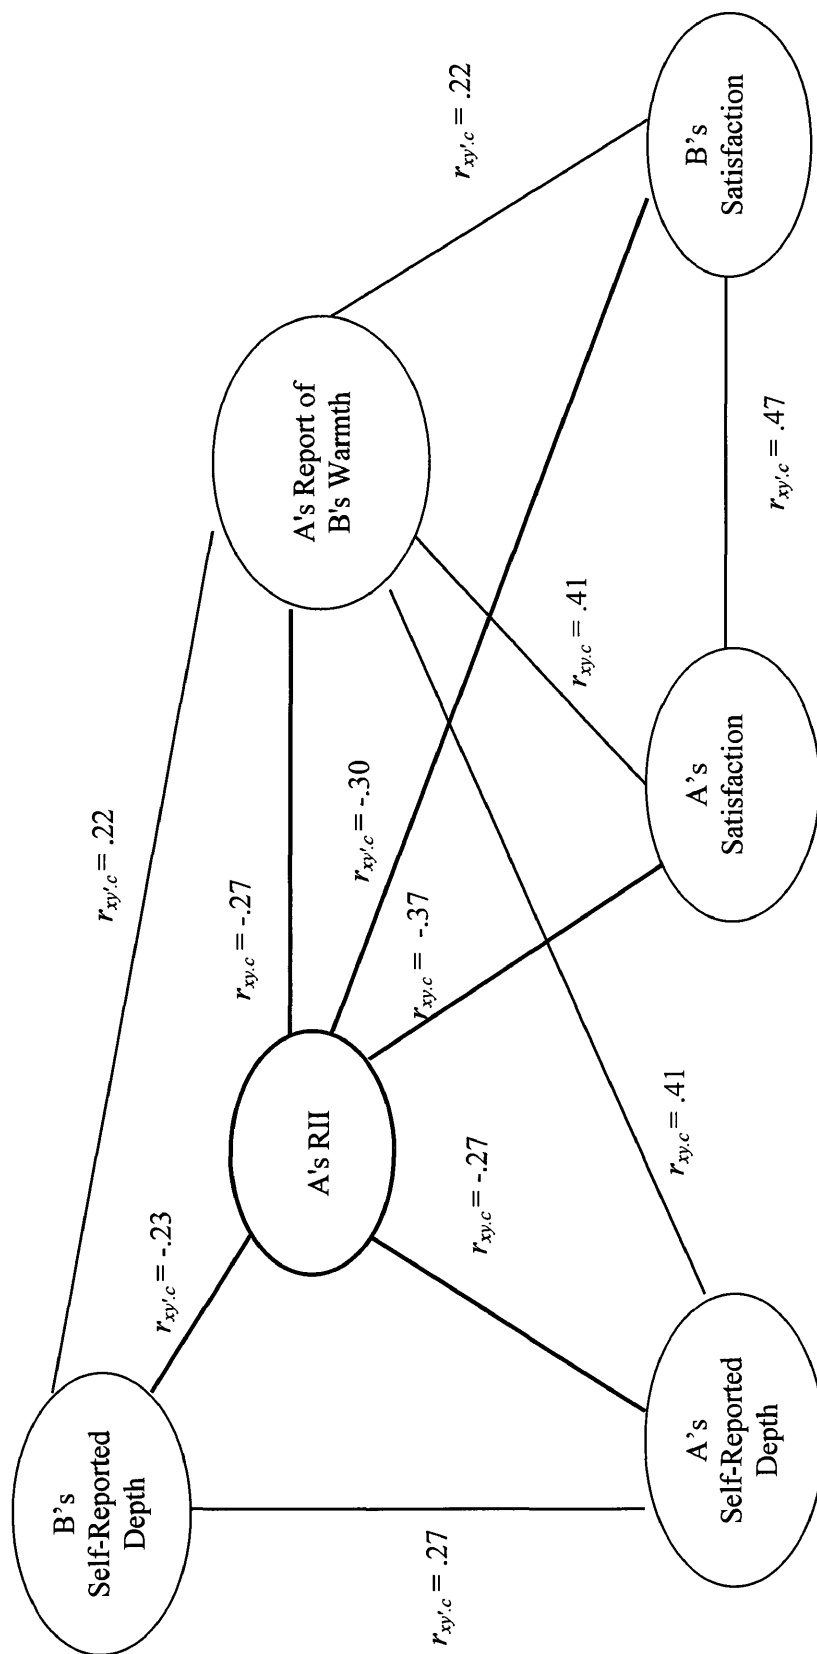 B's
Self-Reported
Depth
r_{xy'.c} = .22
r_{xy'.c} = -.23
r_{xy.c} = -.27
A's Report of
B's Warmth
r_{xy'.c} = .22
A's RII
r_{xy'.c} = -.30
r_{xy.c} = -.37
r_{xy'.c} = .27
r_{xy.c} = -.27
r_{xy.c} = .41
r_{xy.c} = .41
A's
Self-Reported
Depth
A's
Satisfaction
r_{xy'.c} = .47
B's
Satisfaction